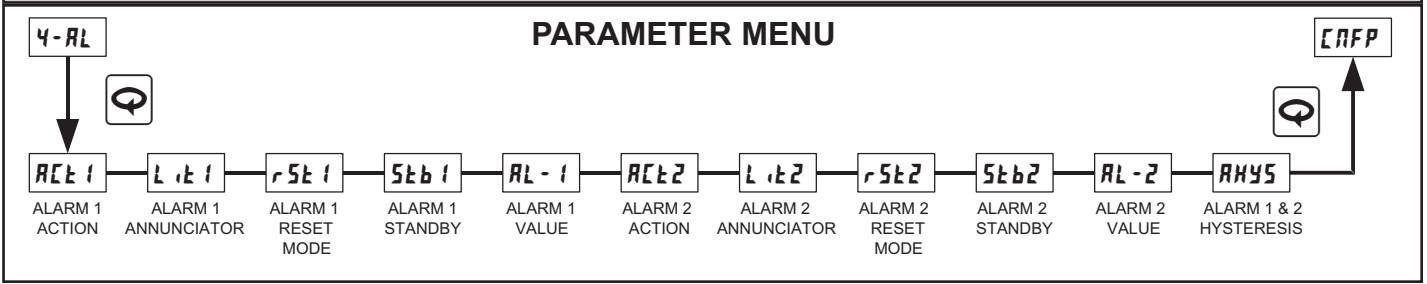 PARAMETER MENU
4-AL
CNFP
ACt1
Lit1
rSt1
Stb1
AL-1
ACt2
Lit2
rSt2
Stb2
AL-2
AHYS
ALARM 1
ACTION
ALARM 1
ANNUNCIATOR
ALARM 1
RESET
MODE
ALARM 1
STANDBY
ALARM 1
VALUE
ALARM 2
ACTION
ALARM 2
ANNUNCIATOR
ALARM 2
RESET
MODE
ALARM 2
STANDBY
ALARM 2
VALUE
ALARM 1 & 2
HYSTERESIS